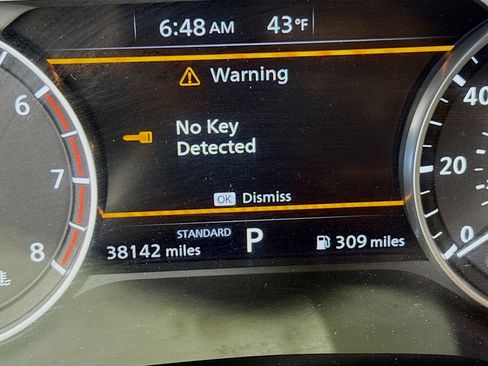 6:48 AM 43°F
Warning
No Key
Detected
OK Dismiss
STANDARD
38142 miles P 309 miles
6
7
8
40
20
0